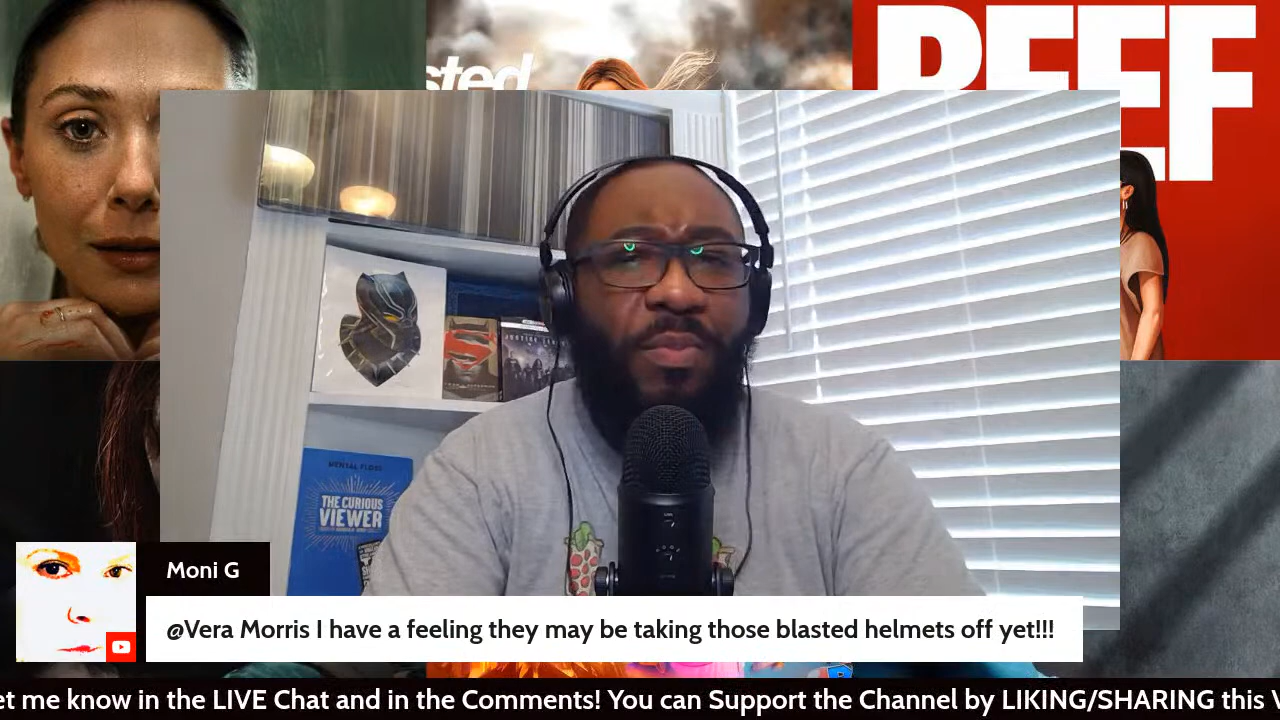 sted
BEEF
JUSTICE LEAGUE
MENTAL FLOSS
THE CURIOUS
VIEWER
Moni G
@Vera Morris I have a feeling they may be taking those blasted helmets off yet!!!
et me know in the LIVE Chat and in the Comments! You can Support the Channel by LIKING/SHARING this V